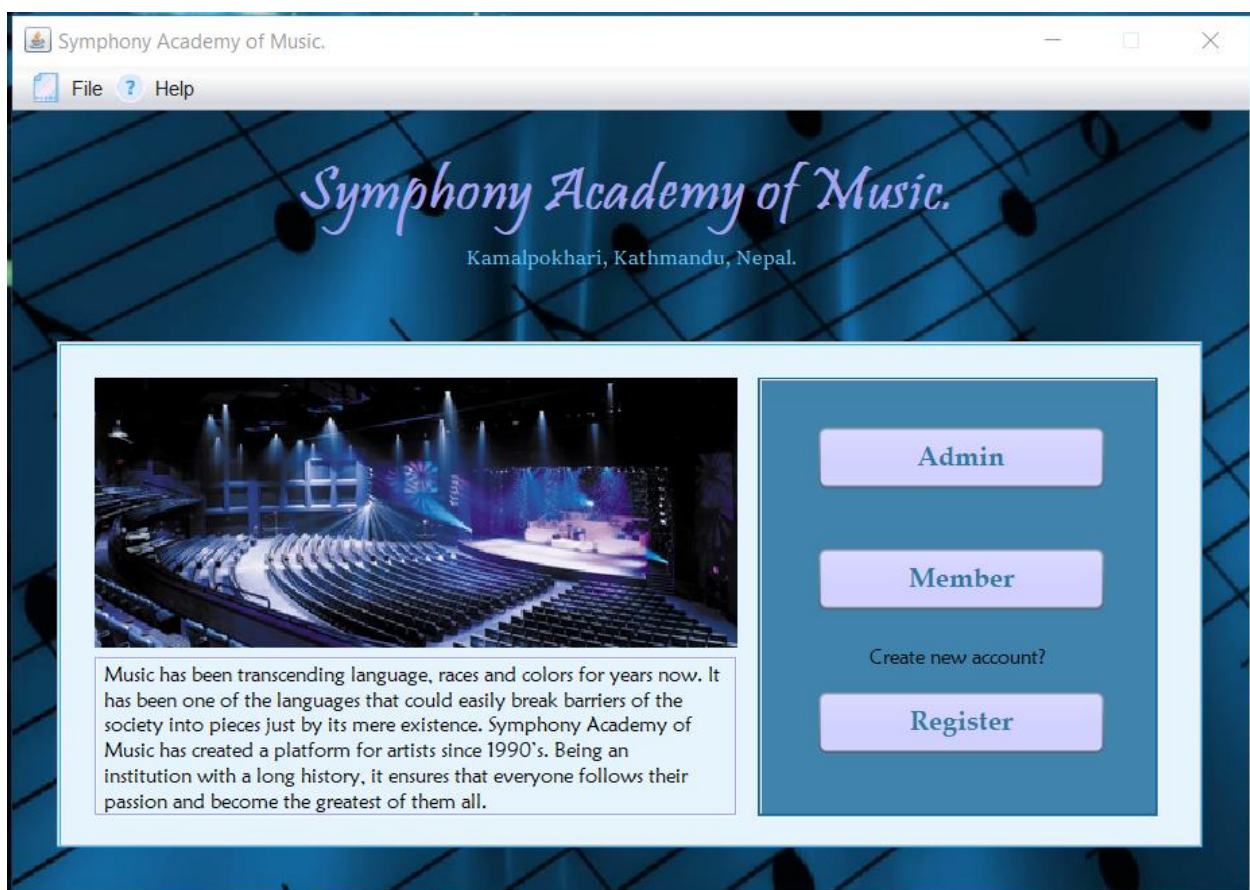 Symphony Academy of Music.
File
Help
Symphony Academy of Music.
Kamalpokhari, Kathmandu, Nepal.
Music has been transcending language, races and colors for years now. It
has been one of the languages that could easily break barriers of the
society into pieces just by its mere existence. Symphony Academy of
Music has created a platform for artists since 1990's. Being an
institution with a long history, it ensures that everyone follows their
passion and become the greatest of them all.
Admin
Member
Create new account?
Register